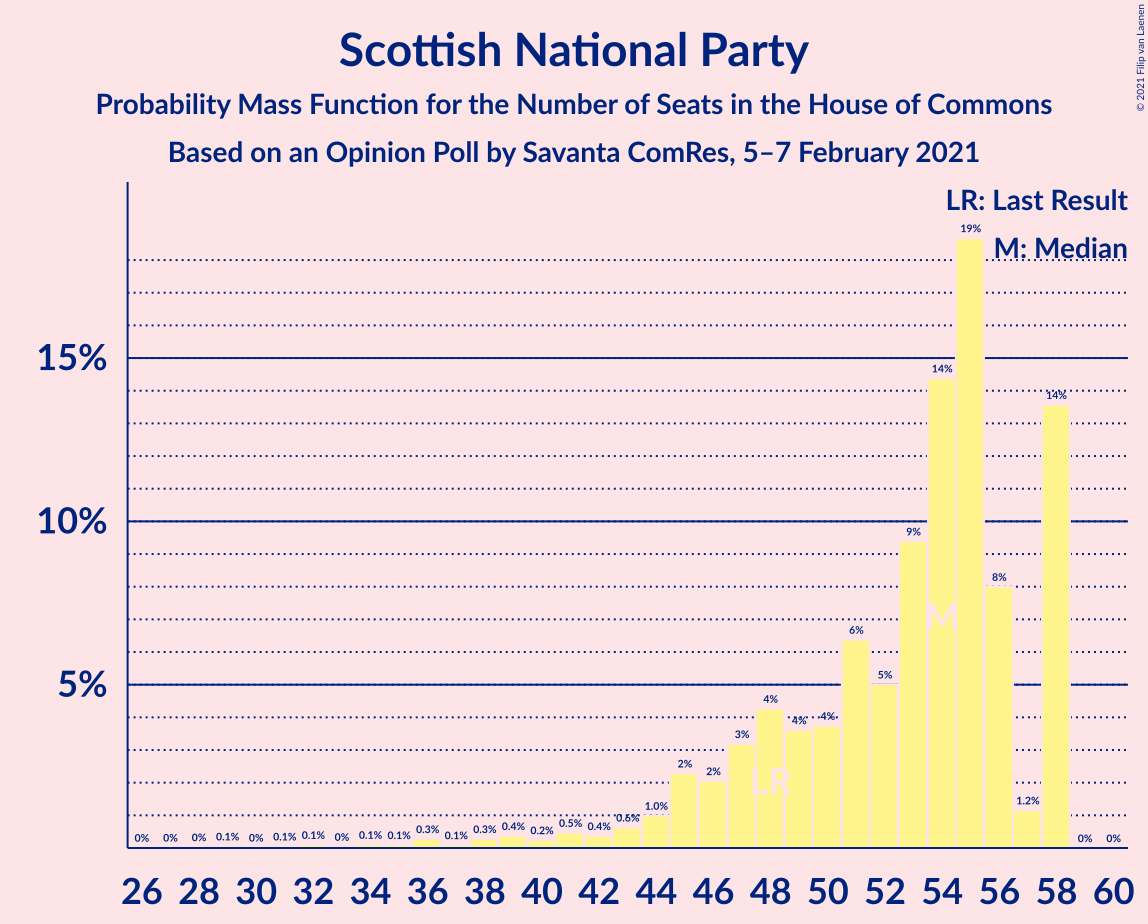 Scottish National Party
Probability Mass Function for the Number of Seats in the House of Commons
Based on an Opinion Poll by Savanta ComRes, 5–7 February 2021
© 2021 Filip van Laenen
LR: Last Result
M: Median
15%
10%
5%
0% 0% 0% 0.1% 0% 0.1% 0.1% 0% 0.1% 0.1% 0.3% 0.1% 0.3% 0.4% 0.2% 0.5% 0.4% 0.6% 1.0% 2% 2% 3% 4% 4% 4% 6% 5% 9% 14% 19% 8% 1.2% 14% 0% 0%
LR
M
26 28 30 32 34 36 38 40 42 44 46 48 50 52 54 56 58 60